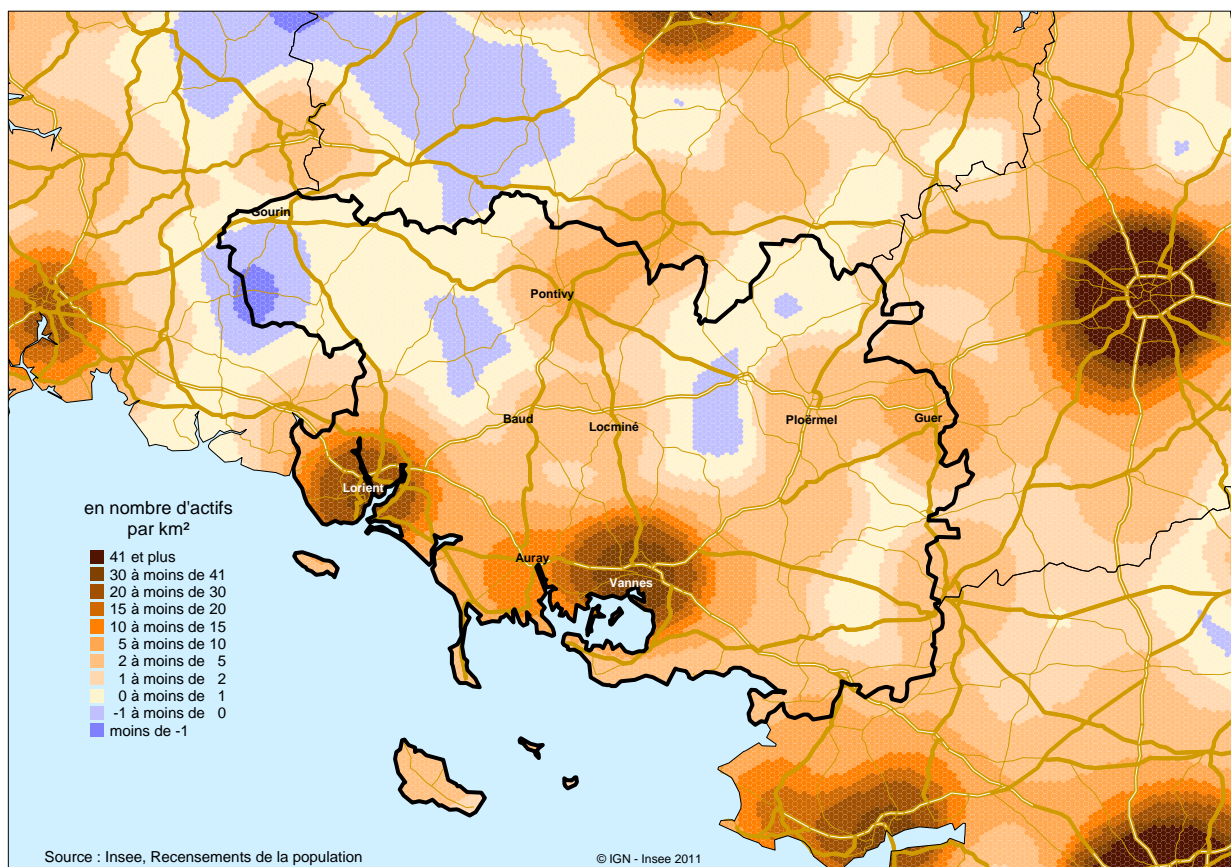 Gourin
Pontivy
Baud
Locminé
Ploërmel
Guer
Lorient
Auray
Vannes
en nombre d'actifs
par km²
41 et plus
30 à moins de 41
20 à moins de 30
15 à moins de 20
10 à moins de 15
5 à moins de 10
2 à moins de 5
1 à moins de 2
0 à moins de 1
-1 à moins de 0
moins de -1
Source : Insee, Recensements de la population
© IGN - Insee 2011